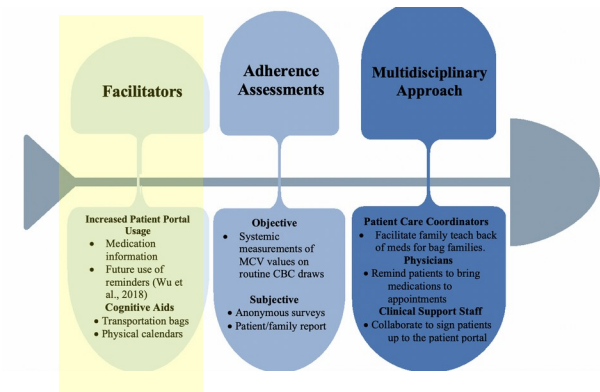 Facilitators
Adherence
Assessments
Multidisciplinary
Approach
Increased Patient Portal
Usage
• Medication
information
• Future use of
reminders (Wu et
al., 2018)
Cognitive Aids
• Transportation bags
• Physical calendars
Objective
• Systemic
measurements of
MCV values on
routine CBC draws
Subjective
• Anonymous surveys
• Patient/family report
Patient Care Coordinators
• Facilitate family teach back
of meds for bag families.
Physicians
• Remind patients to bring
medications to
appointments
Clinical Support Staff
• Collaborate to sign patients
up to the patient portal